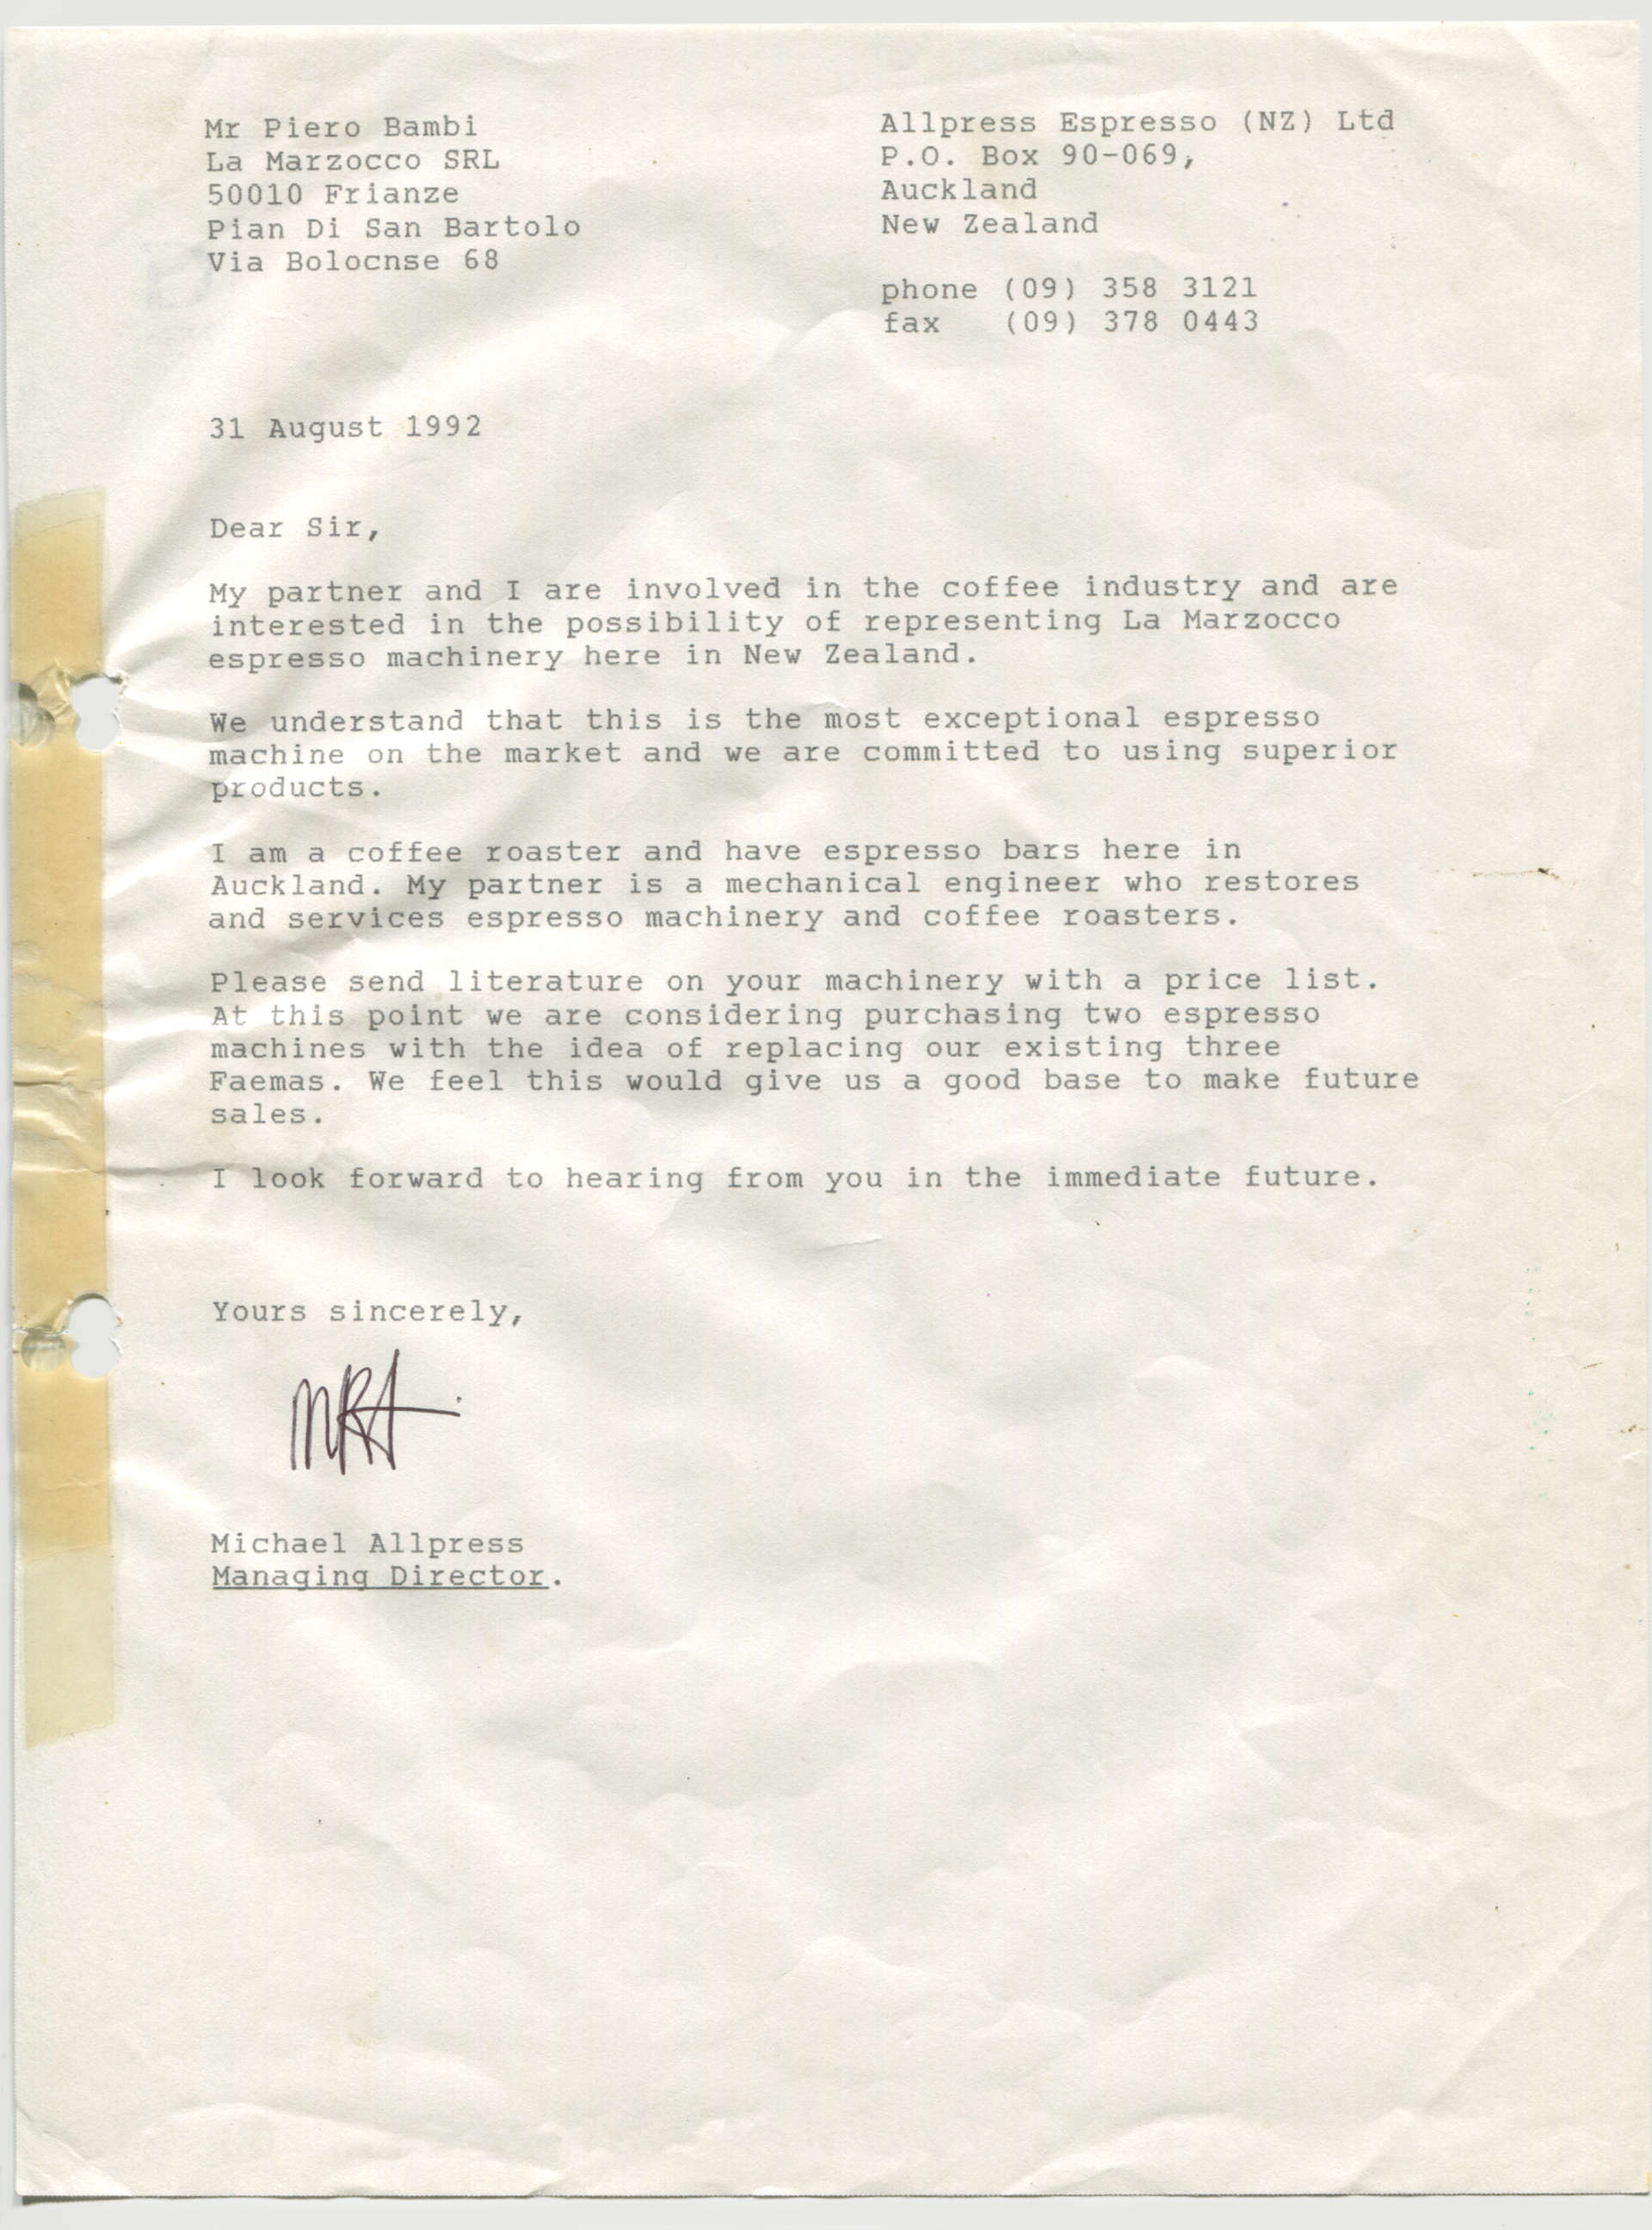 Mr Piero Bambi
La Marzocco SRL
50010 Frianze
Pian Di San Bartolo
Via Bolocnse 68
Allpress Espresso (NZ) Ltd
P.O. Box 90-069,
Auckland
New Zealand
phone (09) 358 3121
fax (09) 378 0443
31 August 1992
Dear Sir,
My partner and I are involved in the coffee industry and are
interested in the possibility of representing La Marzocco
espresso machinery here in New Zealand.
We understand that this is the most exceptional espresso
machine on the market and we are committed to using superior
products.
I am a coffee roaster and have espresso bars here in
Auckland. My partner is a mechanical engineer who restores
and services espresso machinery and coffee roasters.
Please send literature on your machinery with a price list.
At this point we are considering purchasing two espresso
machines with the idea of replacing our existing three
Faemas. We feel this would give us a good base to make future
sales.
I look forward to hearing from you in the immediate future.
Yours sincerely,
MRA
Michael Allpress
Managing Director.